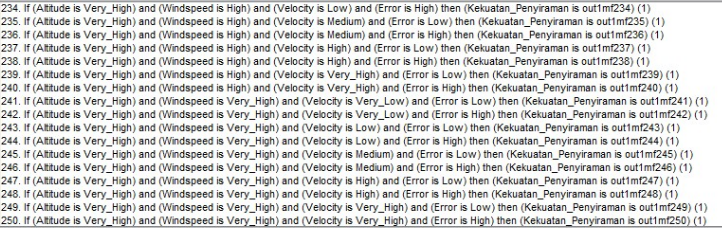 234. If (Altitude is Very_High) and (Windspeed is High) and (Velocity is Low) and (Error is High) then (Kekuatan_Penyiraman is out1mf234) (1)
235. If (Altitude is Very_High) and (Windspeed is High) and (Velocity is Medium) and (Error is Low) then (Kekuatan_Penyiraman is out1mf235) (1)
236. If (Altitude is Very_High) and (Windspeed is High) and (Velocity is Medium) and (Error is High) then (Kekuatan_Penyiraman is out1mf236) (1)
237. If (Altitude is Very_High) and (Windspeed is High) and (Velocity is High) and (Error is Low) then (Kekuatan_Penyiraman is out1mf237) (1)
238. If (Altitude is Very_High) and (Windspeed is High) and (Velocity is High) and (Error is High) then (Kekuatan_Penyiraman is out1mf238) (1)
239. If (Altitude is Very_High) and (Windspeed is High) and (Velocity is Very_High) and (Error is Low) then (Kekuatan_Penyiraman is out1mf239) (1)
240. If (Altitude is Very_High) and (Windspeed is High) and (Velocity is Very_High) and (Error is High) then (Kekuatan_Penyiraman is out1mf240) (1)
241. If (Altitude is Very_High) and (Windspeed is Very_High) and (Velocity is Very_Low) and (Error is Low) then (Kekuatan_Penyiraman is out1mf241) (1)
242. If (Altitude is Very_High) and (Windspeed is Very_High) and (Velocity is Very_Low) and (Error is High) then (Kekuatan_Penyiraman is out1mf242) (1)
243. If (Altitude is Very_High) and (Windspeed is Very_High) and (Velocity is Low) and (Error is Low) then (Kekuatan_Penyiraman is out1mf243) (1)
244. If (Altitude is Very_High) and (Windspeed is Very_High) and (Velocity is Low) and (Error is High) then (Kekuatan_Penyiraman is out1mf244) (1)
245. If (Altitude is Very_High) and (Windspeed is Very_High) and (Velocity is Medium) and (Error is Low) then (Kekuatan_Penyiraman is out1mf245) (1)
246. If (Altitude is Very_High) and (Windspeed is Very_High) and (Velocity is Medium) and (Error is High) then (Kekuatan_Penyiraman is out1mf246) (1)
247. If (Altitude is Very_High) and (Windspeed is Very_High) and (Velocity is High) and (Error is Low) then (Kekuatan_Penyiraman is out1mf247) (1)
248. If (Altitude is Very_High) and (Windspeed is Very_High) and (Velocity is High) and (Error is High) then (Kekuatan_Penyiraman is out1mf248) (1)
249. If (Altitude is Very_High) and (Windspeed is Very_High) and (Velocity is Very_High) and (Error is Low) then (Kekuatan_Penyiraman is out1mf249) (1)
250. If (Altitude is Very_High) and (Windspeed is Very_High) and (Velocity is Very_High) and (Error is High) then (Kekuatan_Penyiraman is out1mf250) (1)